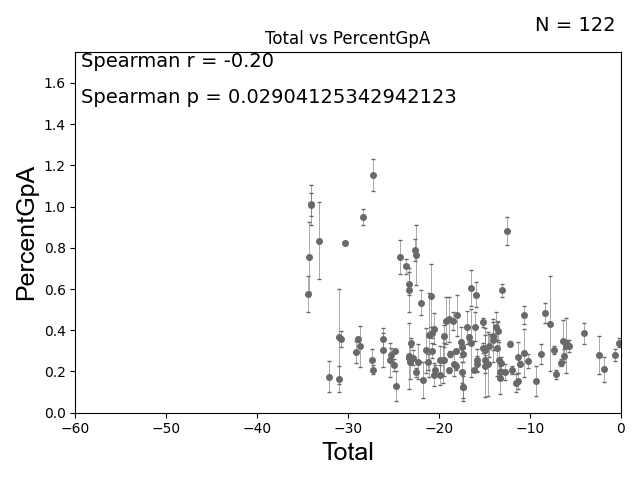 N = 122
Total vs PercentGpA
Spearman r = -0.20
Spearman p = 0.02904125342942123
PercentGpA
1.6
1.4
1.2
1.0
0.8
0.6
0.4
0.2
0.0
−60 −50 −40 −30 −20 −10 0
Total